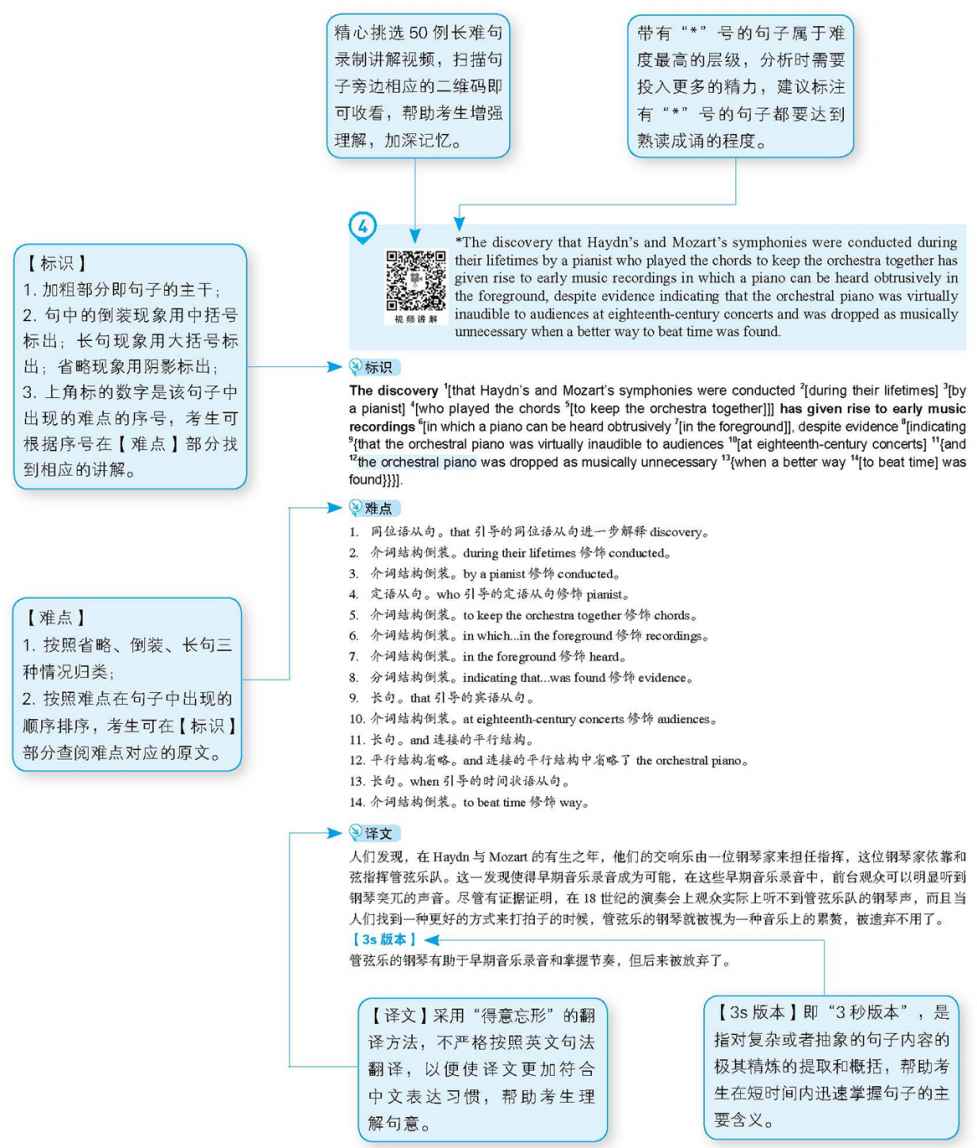 精心挑选 50 例长难句
录制讲解视频，扫描句
子旁边相应的二维码即
可收看，帮助考生增强
理解，加深记忆。
带有“*”号的句子属于难
度最高的层级，分析时需要
投入更多的精力，建议标注
有“*”号的句子都要达到
熟读成诵的程度。
4
*The discovery that Haydn's and Mozart's symphonies were conducted during
their lifetimes by a pianist who played the chords to keep the orchestra together has
given rise to early music recordings in which a piano can be heard obtrusively in
the foreground, despite evidence indicating that the orchestral piano was virtually
inaudible to audiences at eighteenth-century concerts and was dropped as musically
unnecessary when a better way to beat time was found.
视频讲解
【标识】
1. 加粗部分即句子的主干；
2. 句中的倒装现象用中括号
标出；长句现象用大括号标
出；省略现象用阴影标出；
3. 上角标的数字是该句子中
出现的难点的序号，考生可
根据序号在【难点】部分找
到相应的讲解。
标识
The discovery ¹[that Haydn's and Mozart's symphonies were conducted ²[during their lifetimes] ³[by
a pianist] ⁴[who played the chords ⁵[to keep the orchestra together]]] has given rise to early music
recordings ⁶[in which a piano can be heard obtrusively ⁷[in the foreground]], despite evidence ⁸[indicating
⁹{that the orchestral piano was virtually inaudible to audiences ¹⁰[at eighteenth-century concerts] ¹¹{and
¹²the orchestral piano was dropped as musically unnecessary ¹³{when a better way ¹⁴[to beat time] was
found}}}].
难点
1. 同位语从句。that 引导的同位语从句进一步解释 discovery。
2. 介词结构倒装。during their lifetimes 修饰 conducted。
3. 介词结构倒装。by a pianist 修饰 conducted。
4. 定语从句。who 引导的定语从句修饰 pianist。
5. 介词结构倒装。to keep the orchestra together 修饰 chords。
6. 介词结构倒装。in which...in the foreground 修饰 recordings。
7. 介词结构倒装。in the foreground 修饰 heard。
8. 分词结构倒装。indicating that...was found 修饰 evidence。
9. 长句。that 引导的宾语从句。
10. 介词结构倒装。at eighteenth-century concerts 修饰 audiences。
11. 长句。and 连接的平行结构。
12. 平行结构省略。and 连接的平行结构中省略了 the orchestral piano。
13. 长句。when 引导的时间状语从句。
14. 介词结构倒装。to beat time 修饰 way。
【难点】
1. 按照省略、倒装、长句三
种情况归类；
2. 按照难点在句子中出现的
顺序排序，考生可在【标识】
部分查阅难点对应的原文。
译文
人们发现，在 Haydn 与 Mozart 的有生之年，他们的交响乐由一位钢琴家来担任指挥，这位钢琴家依靠和
弦指挥管弦乐队。这一发现使得早期音乐录音成为可能，在这些早期音乐录音中，前台观众可以明显听到
钢琴突兀的声音。尽管有证据证明，在 18 世纪的演奏会上观众实际上听不到管弦乐队的钢琴声，而且当
人们找到一种更好的方式来打拍子的时候，管弦乐的钢琴就被视为一种音乐上的累赘，被遗弃不用了。
【3s 版本】
管弦乐的钢琴有助于早期音乐录音和掌握节奏，但后来被放弃了。
【译文】采用“得意忘形”的翻
译方法，不严格按照英文句法
翻译，以便使译文更加符合
中文表达习惯，帮助考生理
解句意。
【3s 版本】即“3 秒版本”，是
指对复杂或者抽象的句子内容的
极其精炼的提取和概括，帮助考
生在短时间内迅速掌握句子的主
要含义。